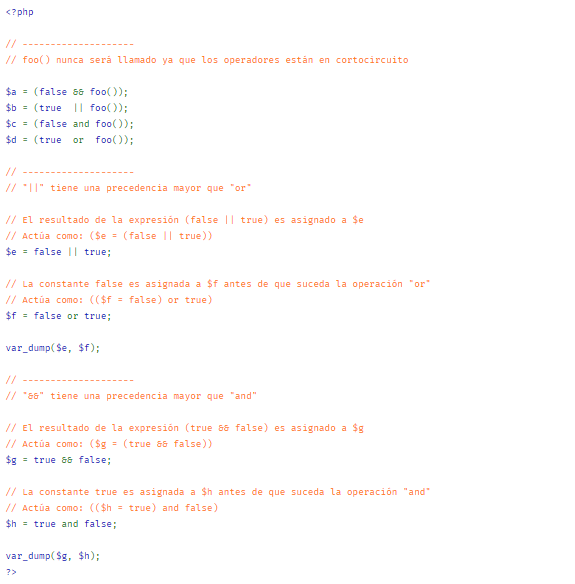 <?php
// --------------------
// foo() nunca será llamado ya que los operadores están en cortocircuito
$a = (false && foo());
$b = (true  || foo());
$c = (false and foo());
$d = (true  or  foo());
// --------------------
// "||" tiene una precedencia mayor que "or"
// El resultado de la expresión (false || true) es asignado a $e
// Actúa como: ($e = (false || true))
$e = false || true;
// La constante false es asignada a $f antes de que suceda la operación "or"
// Actúa como: (($f = false) or true)
$f = false or true;
var_dump($e, $f);
// --------------------
// "&&" tiene una precedencia mayor que "and"
// El resultado de la expresión (true && false) es asignado a $g
// Actúa como: ($g = (true && false))
$g = true && false;
// La constante true es asignada a $h antes de que suceda la operación "and"
// Actúa como: (($h = true) and false)
$h = true and false;
var_dump($g, $h);
?>